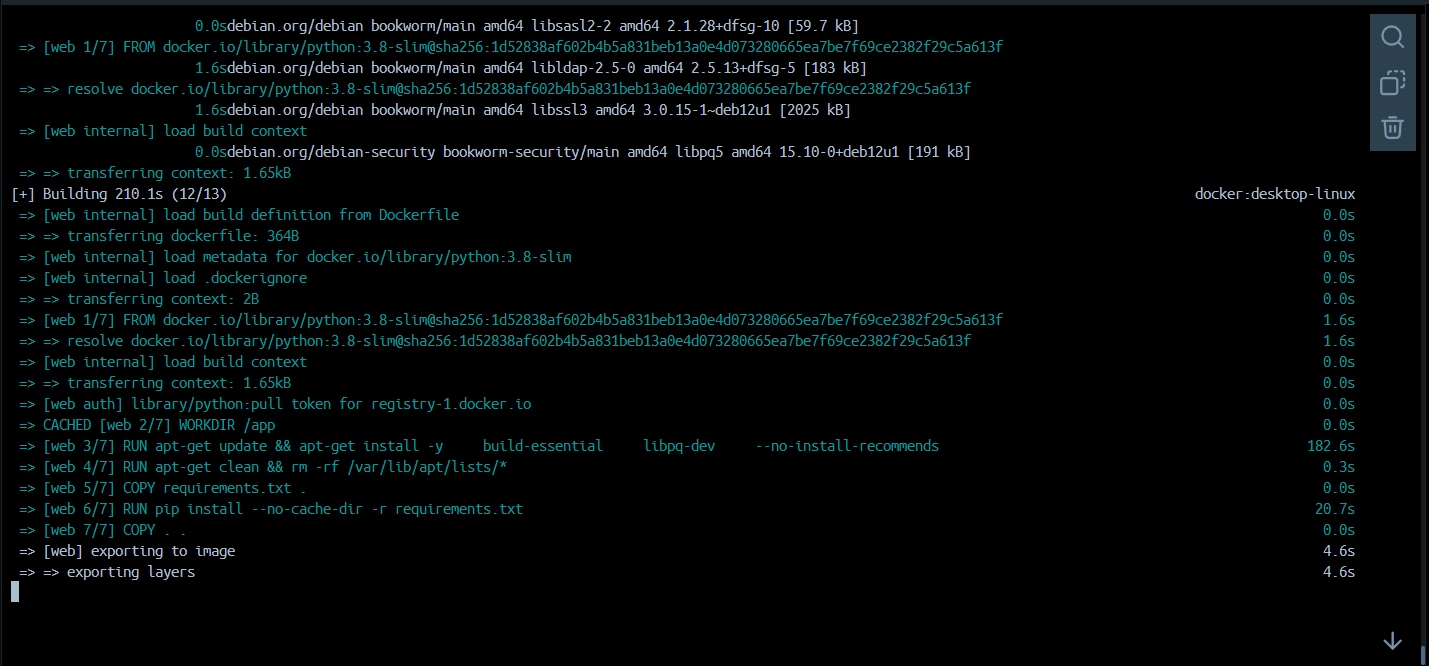 0.0sdebian.org/debian bookworm/main amd64 libsasl2-2 amd64 2.1.28+dfsg-10 [59.7 kB]
=> [web 1/7] FROM docker.io/library/python:3.8-slim@sha256:1d52838af602b4b5a831beb13a0e4d073280665ea7be7f69ce2382f29c5a613f
1.6sdebian.org/debian bookworm/main amd64 libldap-2.5-0 amd64 2.5.13+dfsg-5 [183 kB]
=> => resolve docker.io/library/python:3.8-slim@sha256:1d52838af602b4b5a831beb13a0e4d073280665ea7be7f69ce2382f29c5a613f
1.6sdebian.org/debian bookworm/main amd64 libssl3 amd64 3.0.15-1~deb12u1 [2025 kB]
=> [web internal] load build context
0.0sdebian.org/debian-security bookworm-security/main amd64 libpq5 amd64 15.10-0+deb12u1 [191 kB]
=> => transferring context: 1.65kB
[+] Building 210.1s (12/13) docker:desktop-linux
=> [web internal] load build definition from Dockerfile 0.0s
=> => transferring dockerfile: 364B 0.0s
=> [web internal] load metadata for docker.io/library/python:3.8-slim 0.0s
=> [web internal] load .dockerignore 0.0s
=> => transferring context: 2B 0.0s
=> [web 1/7] FROM docker.io/library/python:3.8-slim@sha256:1d52838af602b4b5a831beb13a0e4d073280665ea7be7f69ce2382f29c5a613f 1.6s
=> => resolve docker.io/library/python:3.8-slim@sha256:1d52838af602b4b5a831beb13a0e4d073280665ea7be7f69ce2382f29c5a613f 1.6s
=> [web internal] load build context 0.0s
=> => transferring context: 1.65kB 0.0s
=> [web auth] library/python:pull token for registry-1.docker.io 0.0s
=> CACHED [web 2/7] WORKDIR /app 0.0s
=> [web 3/7] RUN apt-get update && apt-get install -y     build-essential     libpq-dev     --no-install-recommends 182.6s
=> [web 4/7] RUN apt-get clean && rm -rf /var/lib/apt/lists/* 0.3s
=> [web 5/7] COPY requirements.txt . 0.0s
=> [web 6/7] RUN pip install --no-cache-dir -r requirements.txt 20.7s
=> [web 7/7] COPY . . 0.0s
=> [web] exporting to image 4.6s
=> => exporting layers 4.6s